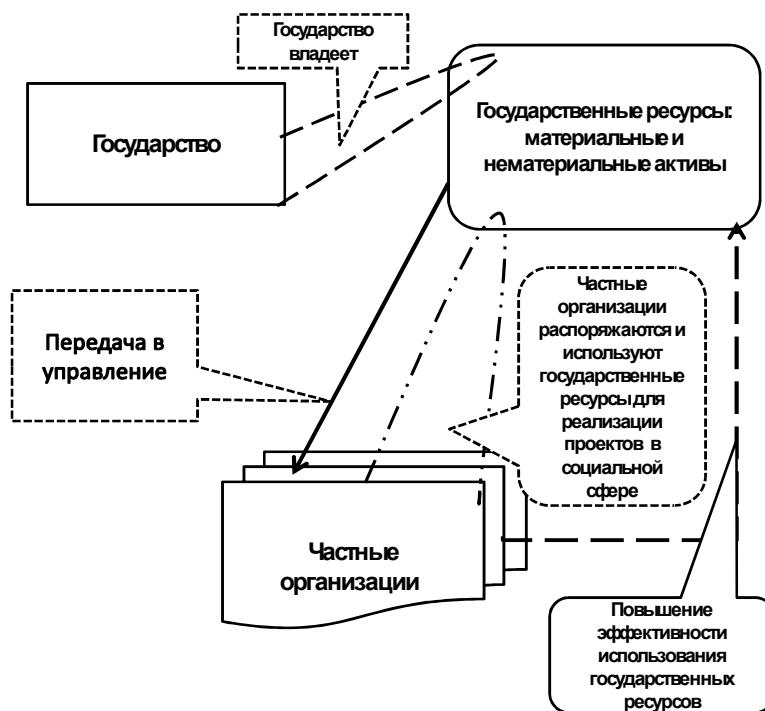 Государство
владеет
Государство
Государственные ресурсы:
материальные и
нематериальные активы
Передача в
управление
Частные
организации
распоряжаются и
используют
государственные
ресурсы для
реализации
проектов в
социальной
сфере
Частные
организации
Повышение
эффективности
использования
государственных
ресурсов